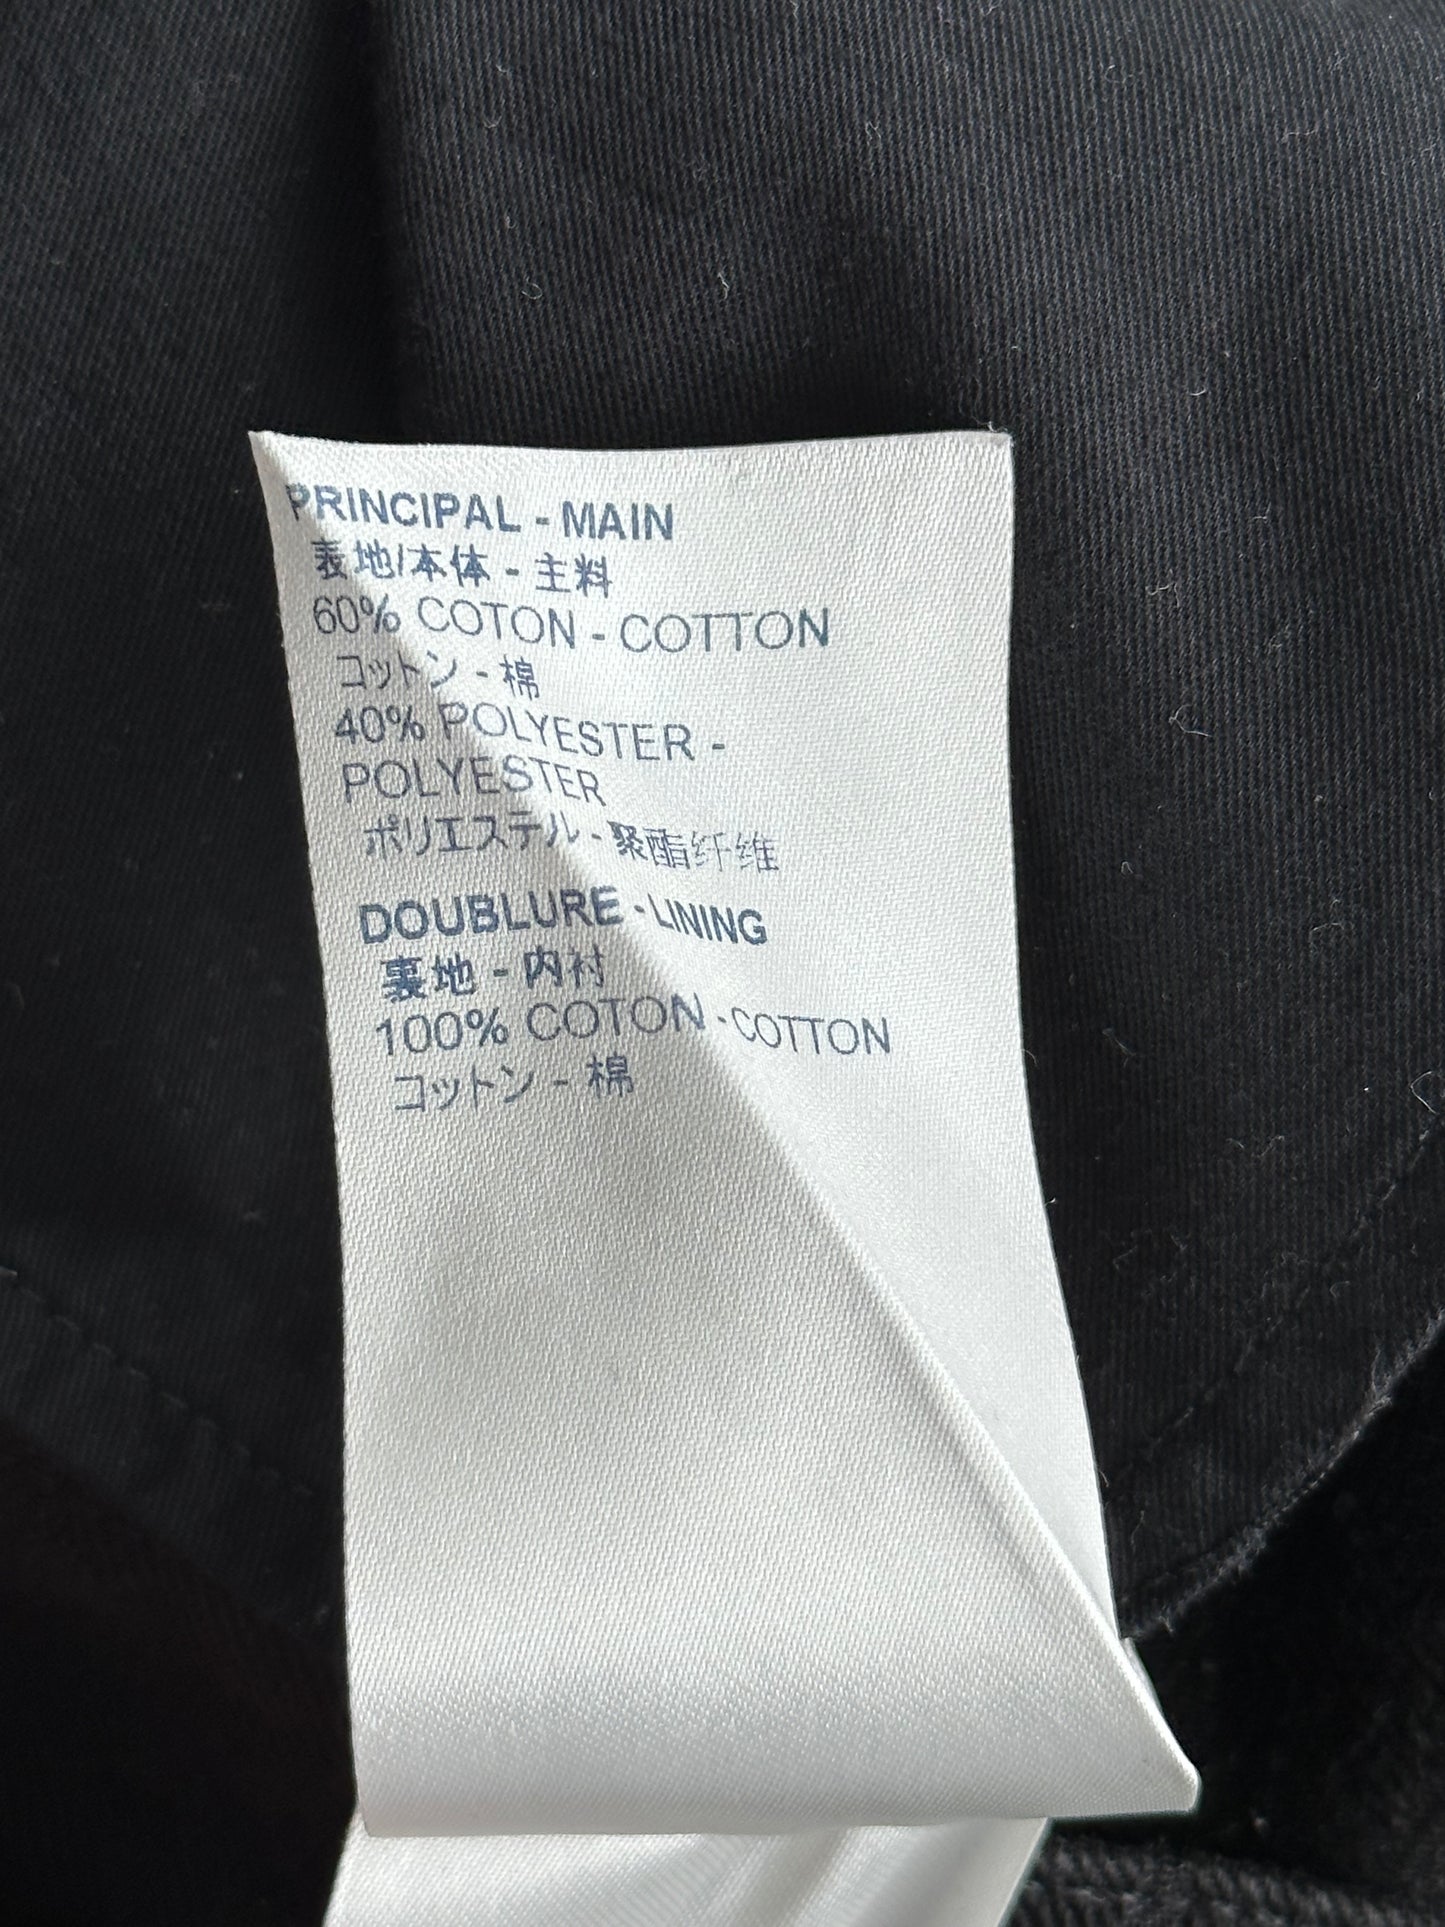 PRINCIPAL - MAIN
表地/本体 - 主料
60% COTON - COTTON
コットン - 棉
40% POLYESTER -
POLYESTER
ポリエステル - 聚酯纤维
DOUBLURE - LINING
裏地 - 内衬
100% COTON - COTTON
コットン - 棉